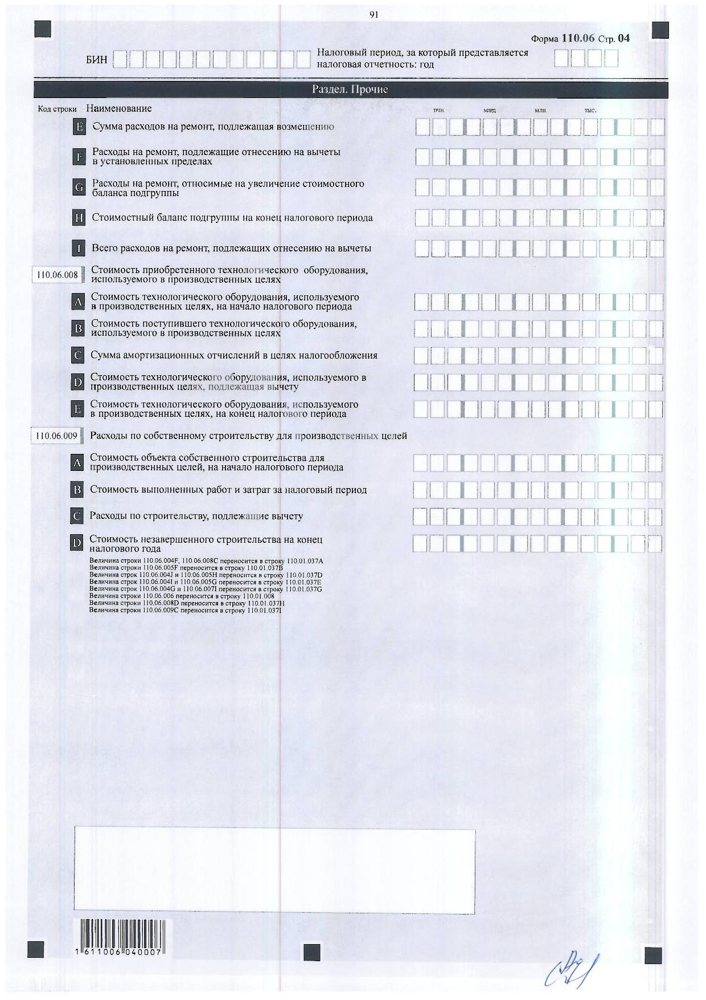 91
Форма 110.06 Стр. 04
БИН
Налоговый период, за который представляется
налоговая отчетность: год
Раздел. Прочие
Код строки Наименование трлн. млрд. млн. тыс.
E Сумма расходов на ремонт, подлежащая возмещению
F Расходы на ремонт, подлежащие отнесению на вычеты
в установленных пределах
G Расходы на ремонт, относимые на увеличение стоимостного
баланса подгруппы
H Стоимостный баланс подгруппы на конец налогового периода
I Всего расходов на ремонт, подлежащих отнесению на вычеты
110.06.008 Стоимость приобретенного технологического оборудования,
используемого в производственных целях
A Стоимость технологического оборудования, используемого
в производственных целях, на начало налогового периода
B Стоимость поступившего технологического оборудования,
используемого в производственных целях
C Сумма амортизационных отчислений в целях налогообложения
D Стоимость технологического оборудования, используемого в
производственных целях, подлежащая вычету
E Стоимость технологического оборудования, используемого
в производственных целях, на конец налогового периода
110.06.009 Расходы по собственному строительству для производственных целей
A Стоимость объекта собственного строительства для
производственных целей, на начало налогового периода
B Стоимость выполненных работ и затрат за налоговый период
C Расходы по строительству, подлежащие вычету
D Стоимость незавершенного строительства на конец
налогового года
Величина строки 110.06.004F, 110.06.008C переносится в строку 110.01.037A
Величина строки 110.06.005F переносится в строку 110.01.037B
Величина строк 110.06.004J и 110.06.005H переносится в строку 110.01.037D
Величина строк 110.06.004I и 110.06.005G переносится в строку 110.01.037E
Величина строк 110.06.004G и 110.06.007I переносится в строку 110.01.037G
Величина строки 110.06.006 переносится в строку 110.01.008
Величина строки 110.06.008D переносится в строку 110.01.037H
Величина строки 110.06.009C переносится в строку 110.01.037I
1 611006 040007